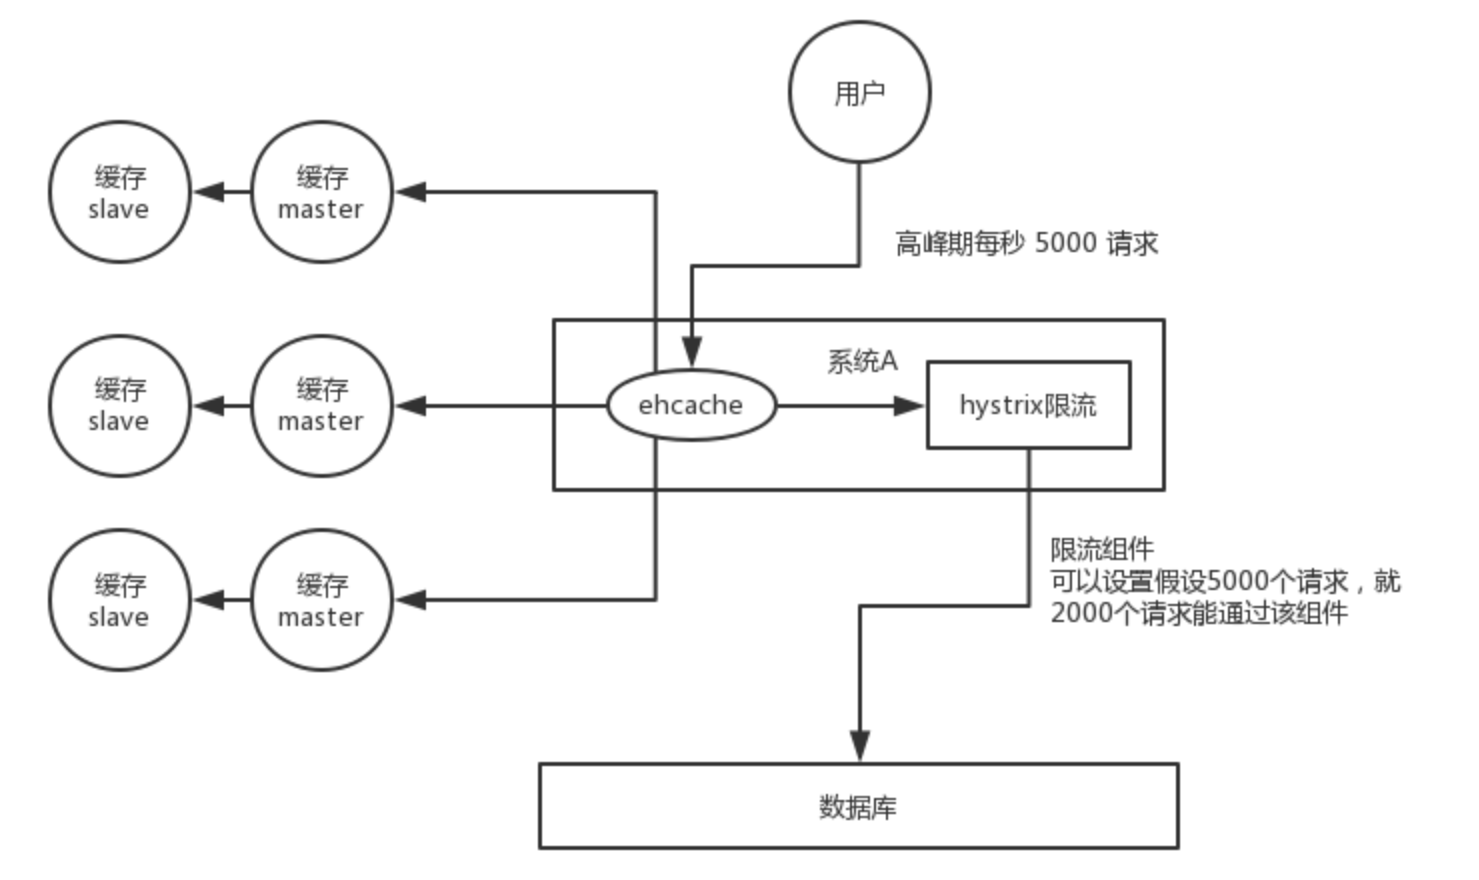 用户
高峰期每秒 5000 请求
缓存
slave
缓存
master
系统A
缓存
slave
缓存
master
ehcache
hystrix限流
限流组件
可以设置假设5000个请求，就
2000个请求能通过该组件
缓存
slave
缓存
master
数据库